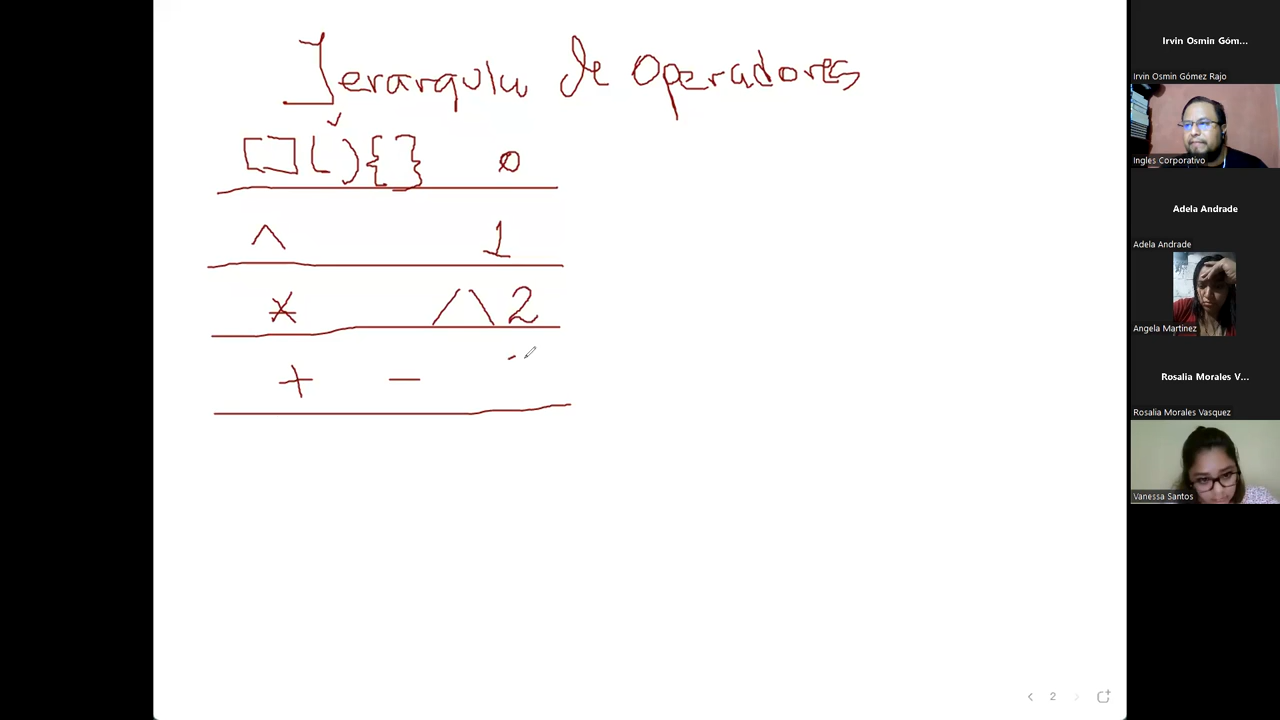 Jerarquia de Operadores
[ ] ( ) { } 0
^ 1
* / \ 2
+ -
Irvin Osmin Góm...
Irvin Osmin Gómez Rajo
Ingles Corporativo
Adela Andrade
Adela Andrade
Angela Martinez
Rosalia Morales V...
Rosalia Morales Vasquez
Vanessa Santos
2